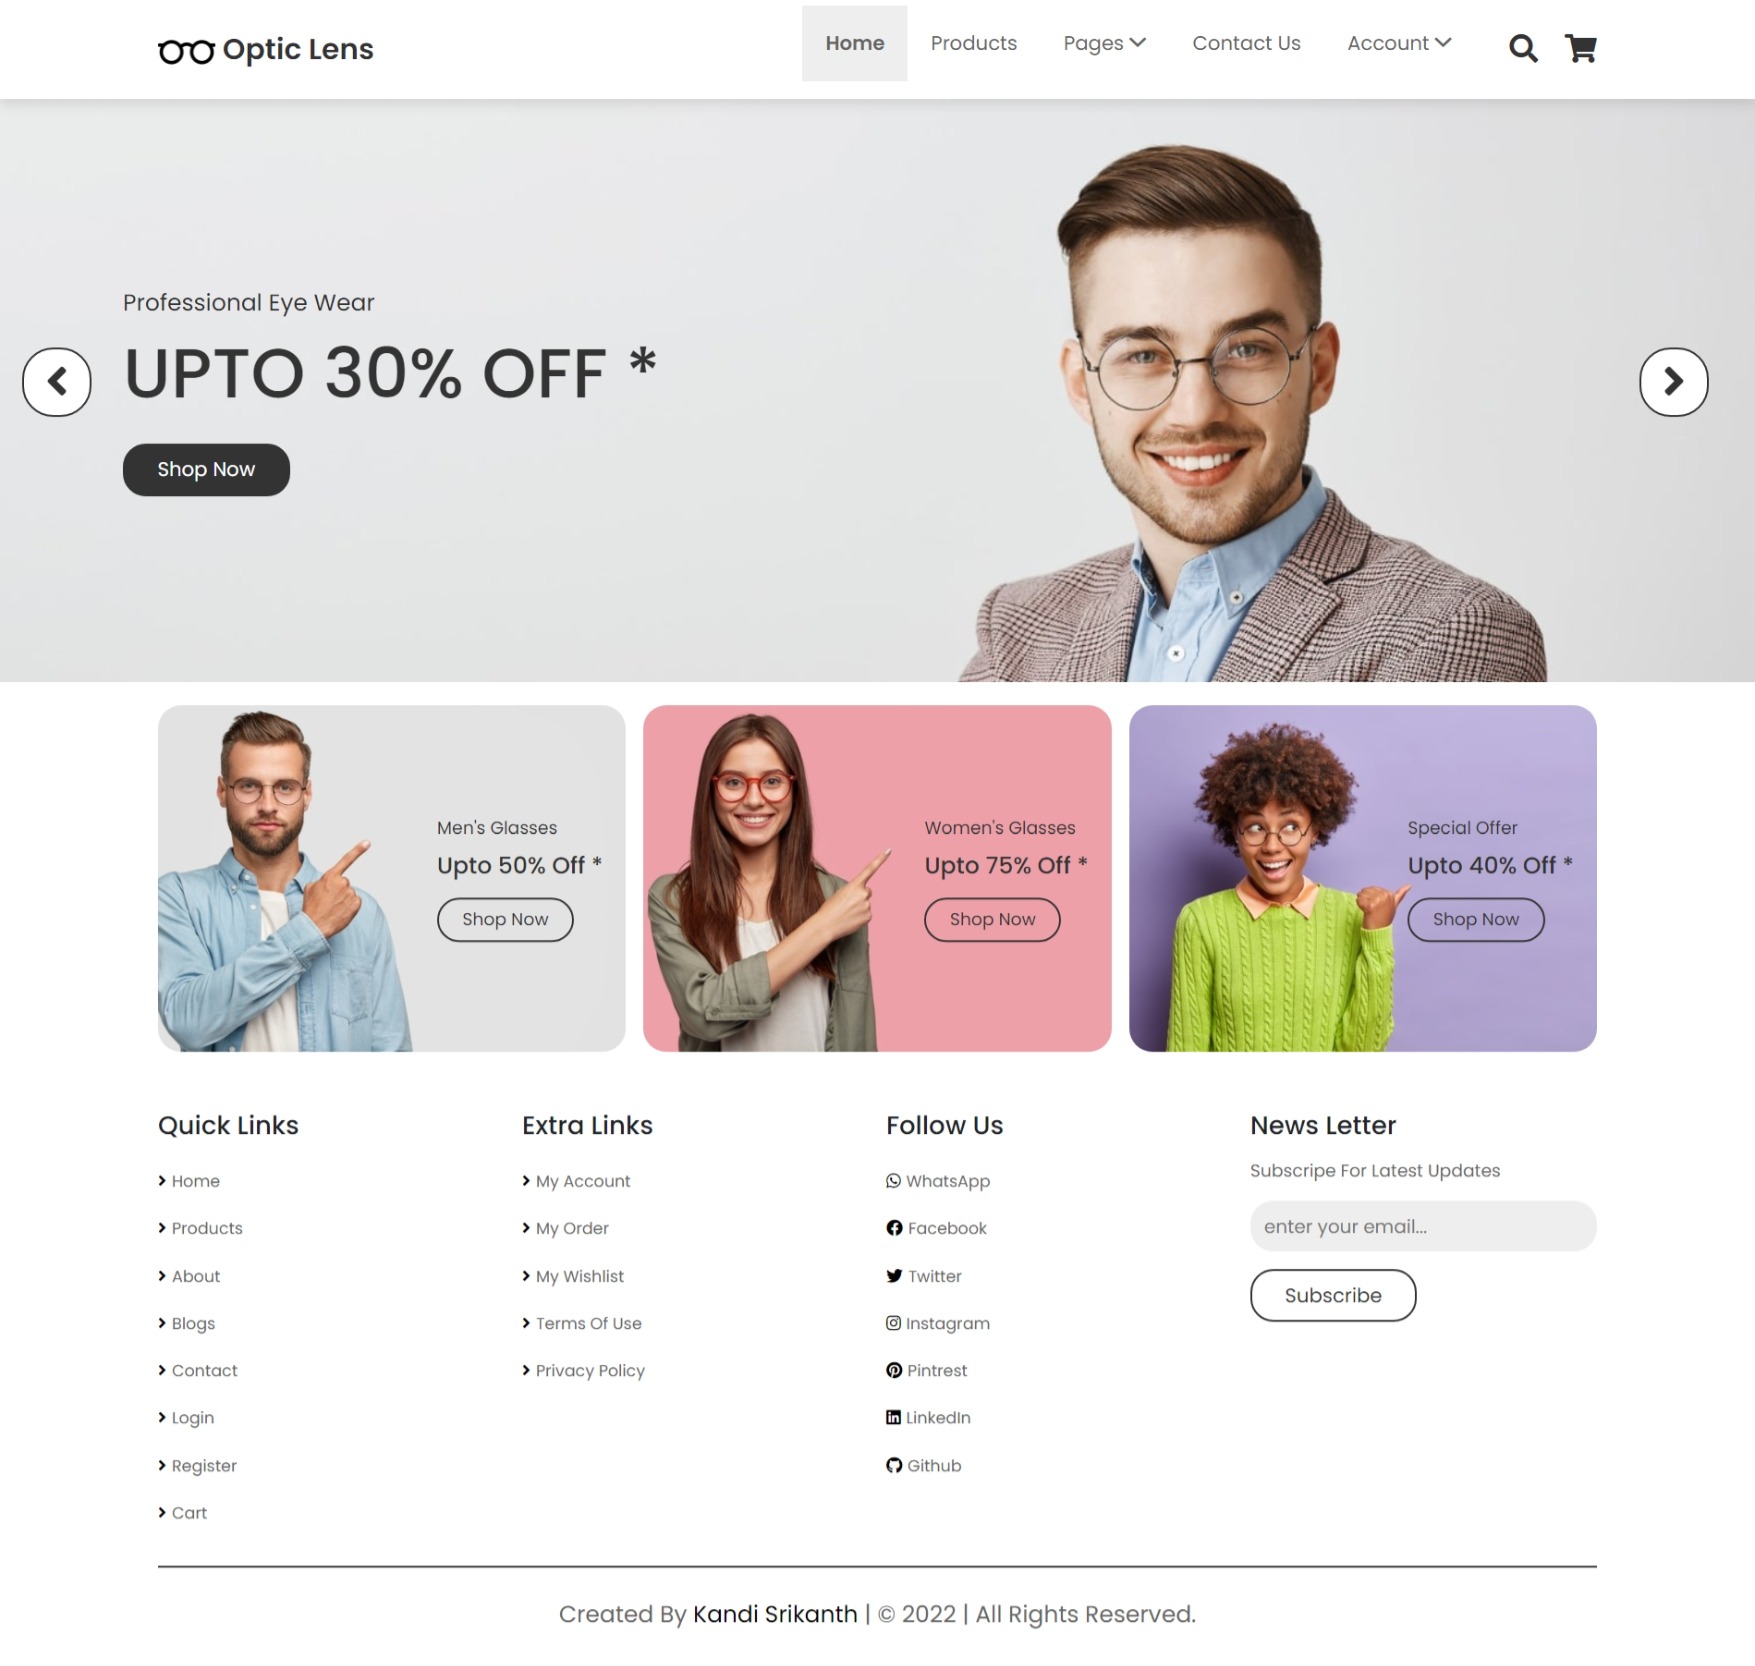 Optic Lens
Home Products Pages Contact Us Account
Professional Eye Wear
UPTO 30% OFF *
Shop Now
Men's Glasses
Upto 50% Off *
Shop Now
Women's Glasses
Upto 75% Off *
Shop Now
Special Offer
Upto 40% Off *
Shop Now
Quick Links
Home
Products
About
Blogs
Contact
Login
Register
Cart
Extra Links
My Account
My Order
My Wishlist
Terms Of Use
Privacy Policy
Follow Us
WhatsApp
Facebook
Twitter
Instagram
Pintrest
LinkedIn
Github
News Letter
Subscripe For Latest Updates
enter your email...
Subscribe
Created By Kandi Srikanth | © 2022 | All Rights Reserved.